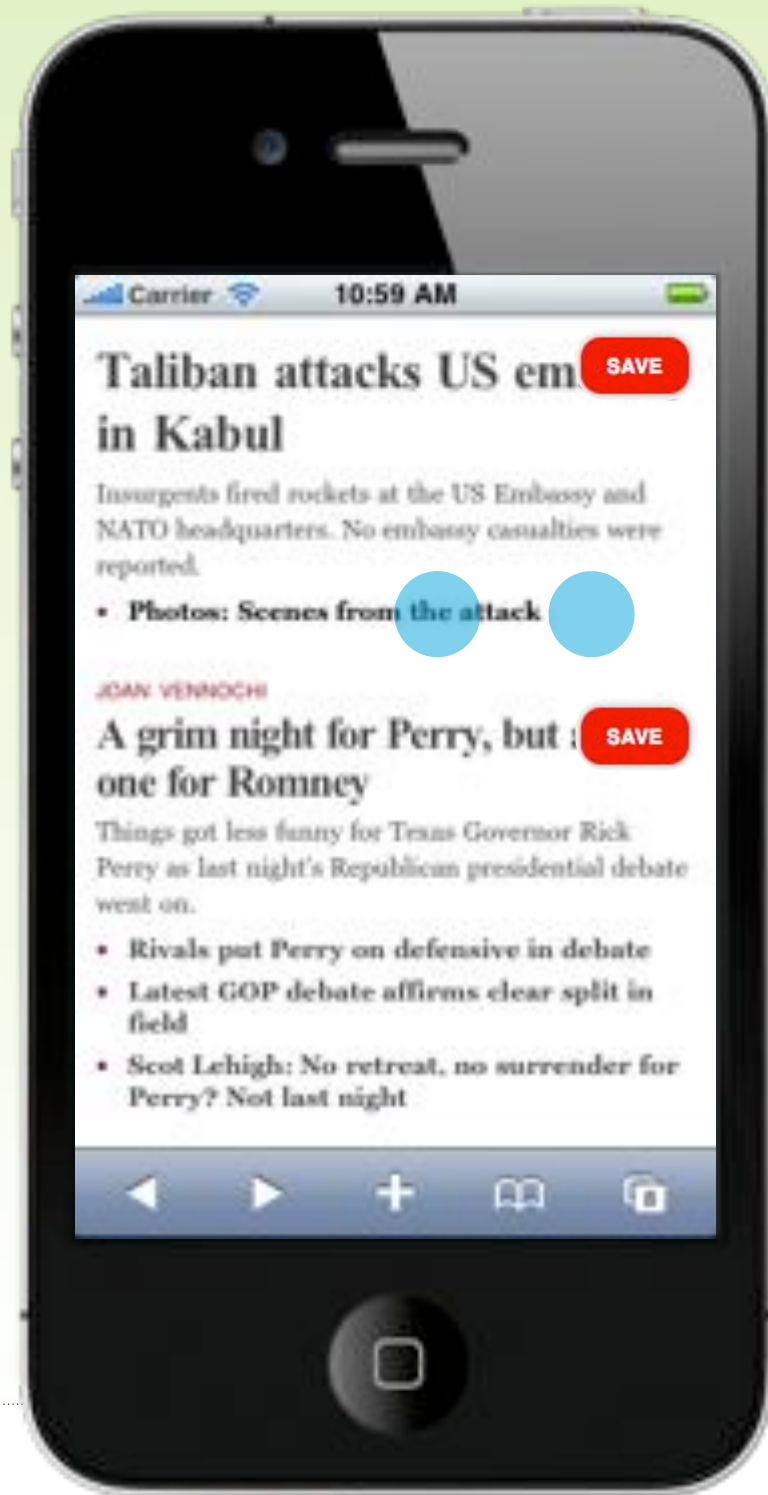 Carrier 10:59 AM
Taliban attacks US em SAVE
in Kabul
Insurgents fired rockets at the US Embassy and
NATO headquarters. No embassy casualties were
reported.
• Photos: Scenes from the attack
JOAN VENNOCHI
A grim night for Perry, but SAVE
one for Romney
Things got less funny for Texas Governor Rick
Perry as last night's Republican presidential debate
went on.
• Rivals put Perry on defensive in debate
• Latest GOP debate affirms clear split in
field
• Scot Lehigh: No retreat, no surrender for
Perry? Not last night